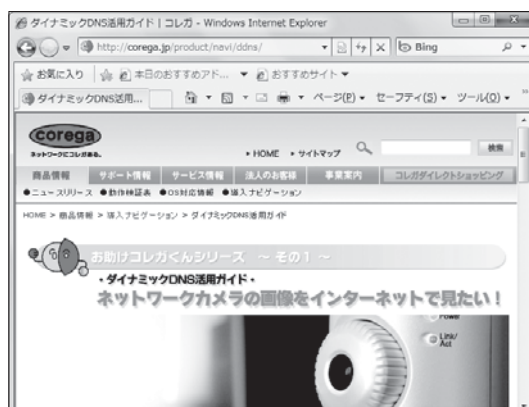 ダイナミックDNS活用ガイド | コレガ - Windows Internet Explorer
http://corega.jp/product/navi/ddns/
Bing
お気に入り 本日のおすすめアド... おすすめサイト
ダイナミックDNS活用... ページ(P) セーフティ(S) ツール(O)
corega
ネットワークにコレがある。
HOME サイトマップ 検索
商品情報 サポート情報 サービス情報 法人のお客様 事業案内 コレガダイレクトショッピング
●ニュースリリース ●動作検証表 ●OS対応情報 ●導入ナビゲーション
HOME > 商品情報 > 導入ナビゲーション > ダイナミックDNS活用ガイド
お助けコレガくんシリーズ ~ その1 ~
・ダイナミックDNS活用ガイド・
ネットワークカメラの画像をインターネットで見たい!
Power
Link/
Act